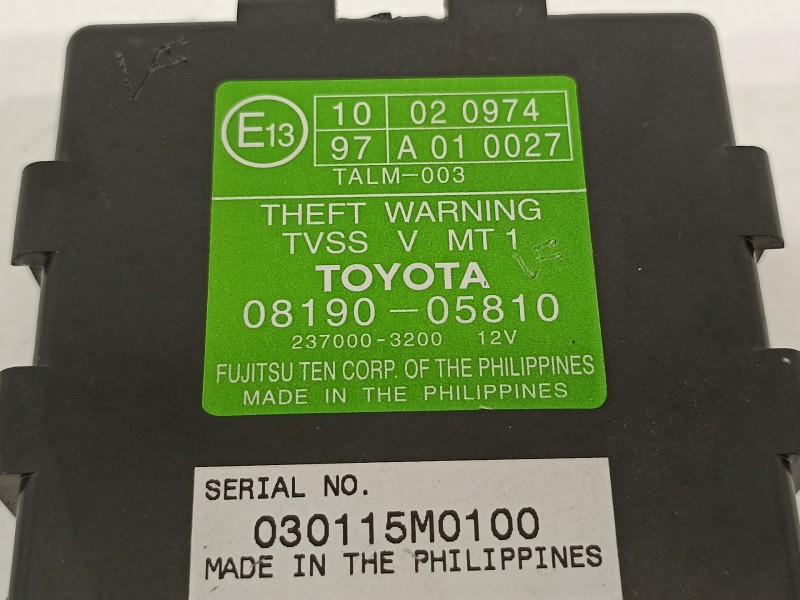 E13 10 02 0974
97 A 01 0027
TALM-003
THEFT WARNING
TVSS V MT1
TOYOTA
08190-05810
237000-3200 12V
FUJITSU TEN CORP. OF THE PHILIPPINES
MADE IN THE PHILIPPINES
SERIAL NO.
030115M0100
MADE IN THE PHILIPPINES